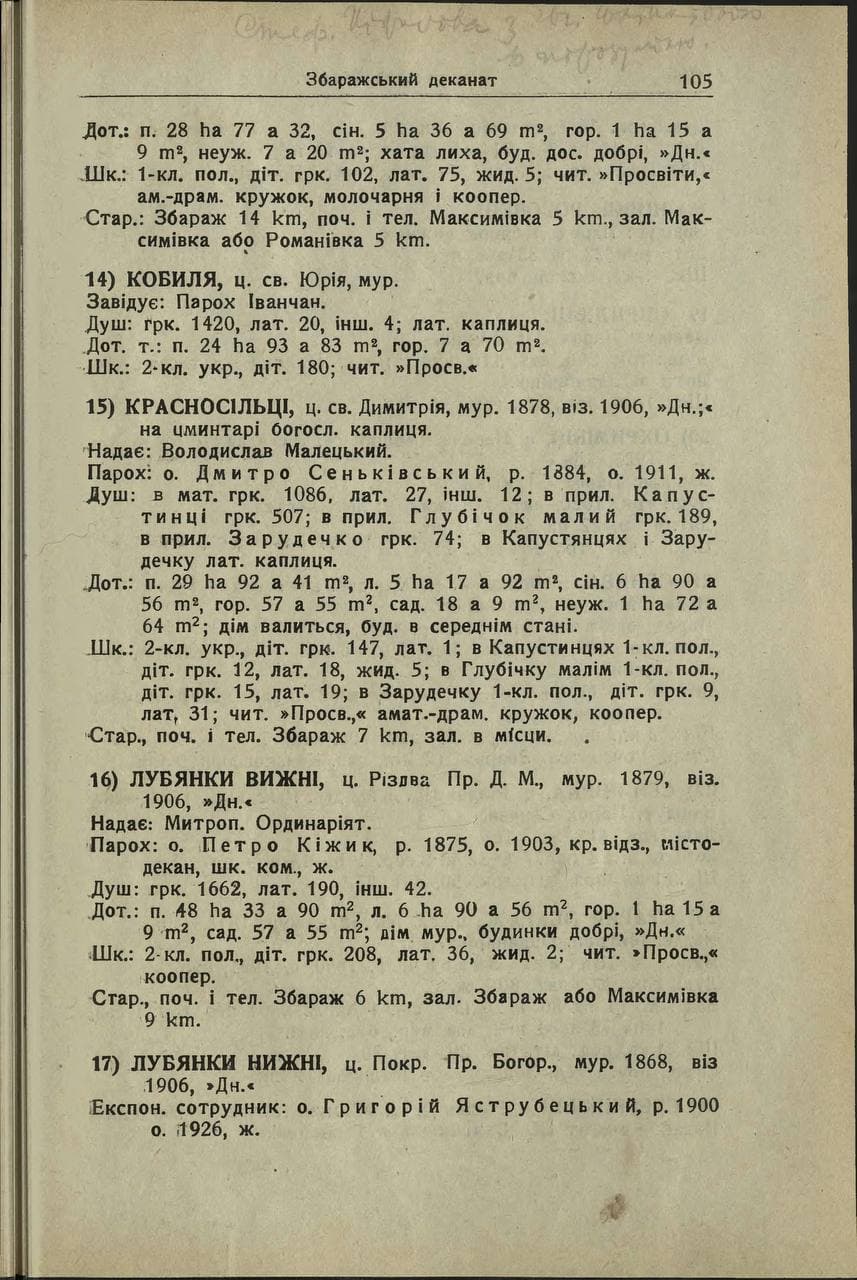 Збаражський деканат 105
Дот.: п. 28 ha 77 a 32, сін. 5 ha 36 a 69 m², гор. 1 ha 15 a
9 m², неуж. 7 a 20 m²; хата лиха, буд. дос. добрі, »Дн.«
Шк.: 1-кл. пол., діт. грк. 102, лат. 75, жид. 5; чит. »Просвіти,«
ам.-драм. кружок, молочарня і коопер.
Стар.: Збараж 14 km, поч. і тел. Максимівка 5 km., зал. Мак-
симівка або Романівка 5 km.
14) КОБИЛЯ, ц. св. Юрія, мур.
Завідує: Парох Іванчан.
Душ: грк. 1420, лат. 20, інш. 4; лат. каплиця.
Дот. т.: п. 24 ha 93 a 83 m², гор. 7 a 70 m².
Шк.: 2-кл. укр., діт. 180; чит. »Просв.«
15) КРАСНОСІЛЬЦІ, ц. св. Димитрія, мур. 1878, віз. 1906, »Дн.;«
на цминтарі богосл. каплиця.
Надає: Володислав Малецький.
Парох: о. Дмитро Сеньківський, р. 1884, о. 1911, ж.
Душ: в мат. грк. 1086, лат. 27, інш. 12; в прил. Капус-
тинці грк. 507; в прил. Глубічок малий грк. 189,
в прил. Зарудечко грк. 74; в Капустянцях і Зару-
дечку лат. каплиця.
Дот.: п. 29 ha 92 a 41 m², л. 5 ha 17 a 92 m², сін. 6 ha 90 a
56 m², гор. 57 a 55 m², сад. 18 a 9 m², неуж. 1 ha 72 a
64 m²; дім валиться, буд. в середнім стані.
Шк.: 2-кл. укр., діт. грк. 147, лат. 1; в Капустинцях 1-кл. пол.,
діт. грк. 12, лат. 18, жид. 5; в Глубічку малім 1-кл. пол.,
діт. грк. 15, лат. 19; в Зарудечку 1-кл. пол., діт. грк. 9,
лат, 31; чит. »Просв.,« амат.-драм. кружок, коопер.
Стар., поч. і тел. Збараж 7 km, зал. в місци.
16) ЛУБЯНКИ ВИЖНІ, ц. Різдва Пр. Д. М., мур. 1879, віз.
1906, »Дн.«
Надає: Митроп. Ординаріят.
Парох: о. Петро Кіжик, р. 1875, о. 1903, кр. відз., місто-
декан, шк. ком., ж.
Душ: грк. 1662, лат. 190, інш. 42.
Дот.: п. 48 ha 33 a 90 m², л. 6 ha 90 a 56 m², гор. 1 ha 15 a
9 m², сад. 57 a 55 m²; дім мур., будинки добрі, »Дн.«
Шк.: 2-кл. пол., діт. грк. 208, лат. 36, жид. 2; чит. »Просв.,«
коопер.
Стар., поч. і тел. Збараж 6 km, зал. Збараж або Максимівка
9 km.
17) ЛУБЯНКИ НИЖНІ, ц. Покр. Пр. Богор., мур. 1868, віз
1906, »Дн.«
Експон. сотрудник: о. Григорій Яструбецький, р. 1900
о. 1926, ж.